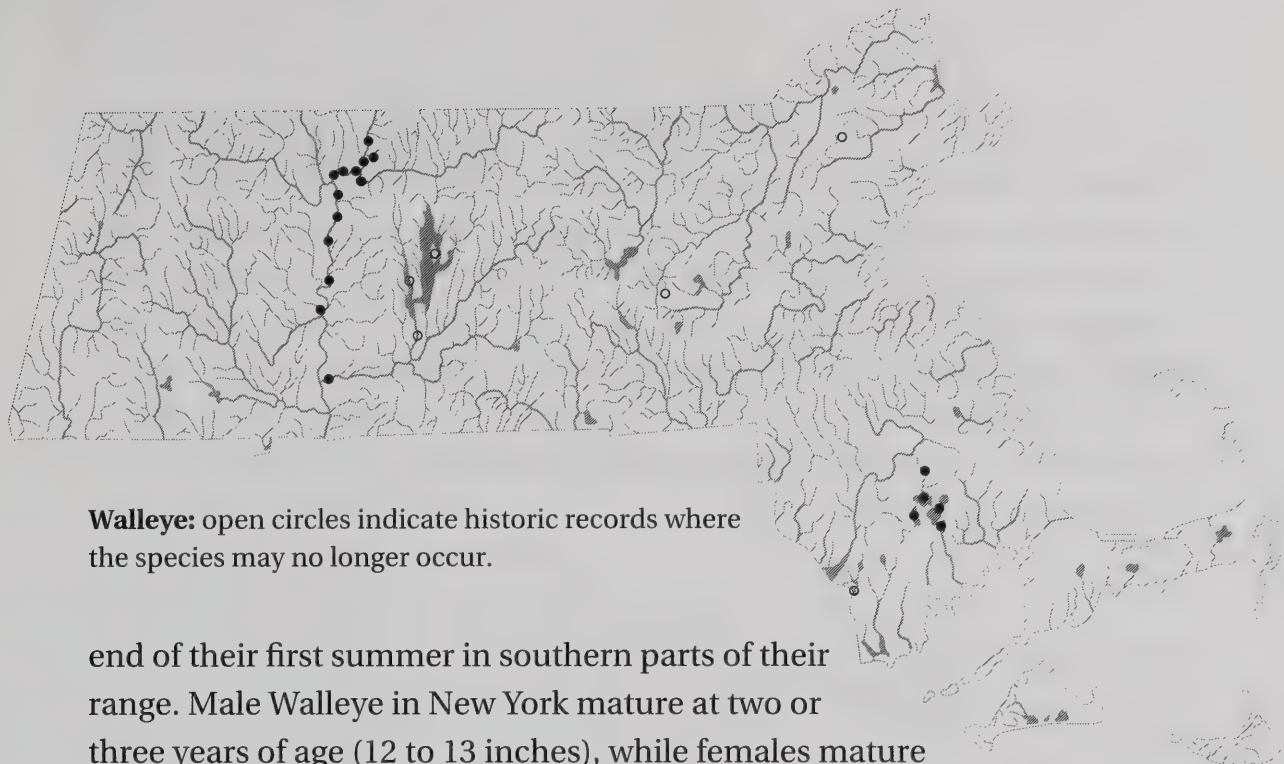 Walleye: open circles indicate historic records where
the species may no longer occur.
end of their first summer in southern parts of their
range. Male Walleye in New York mature at two or
three years of age (12 to 13 inches), while females mature